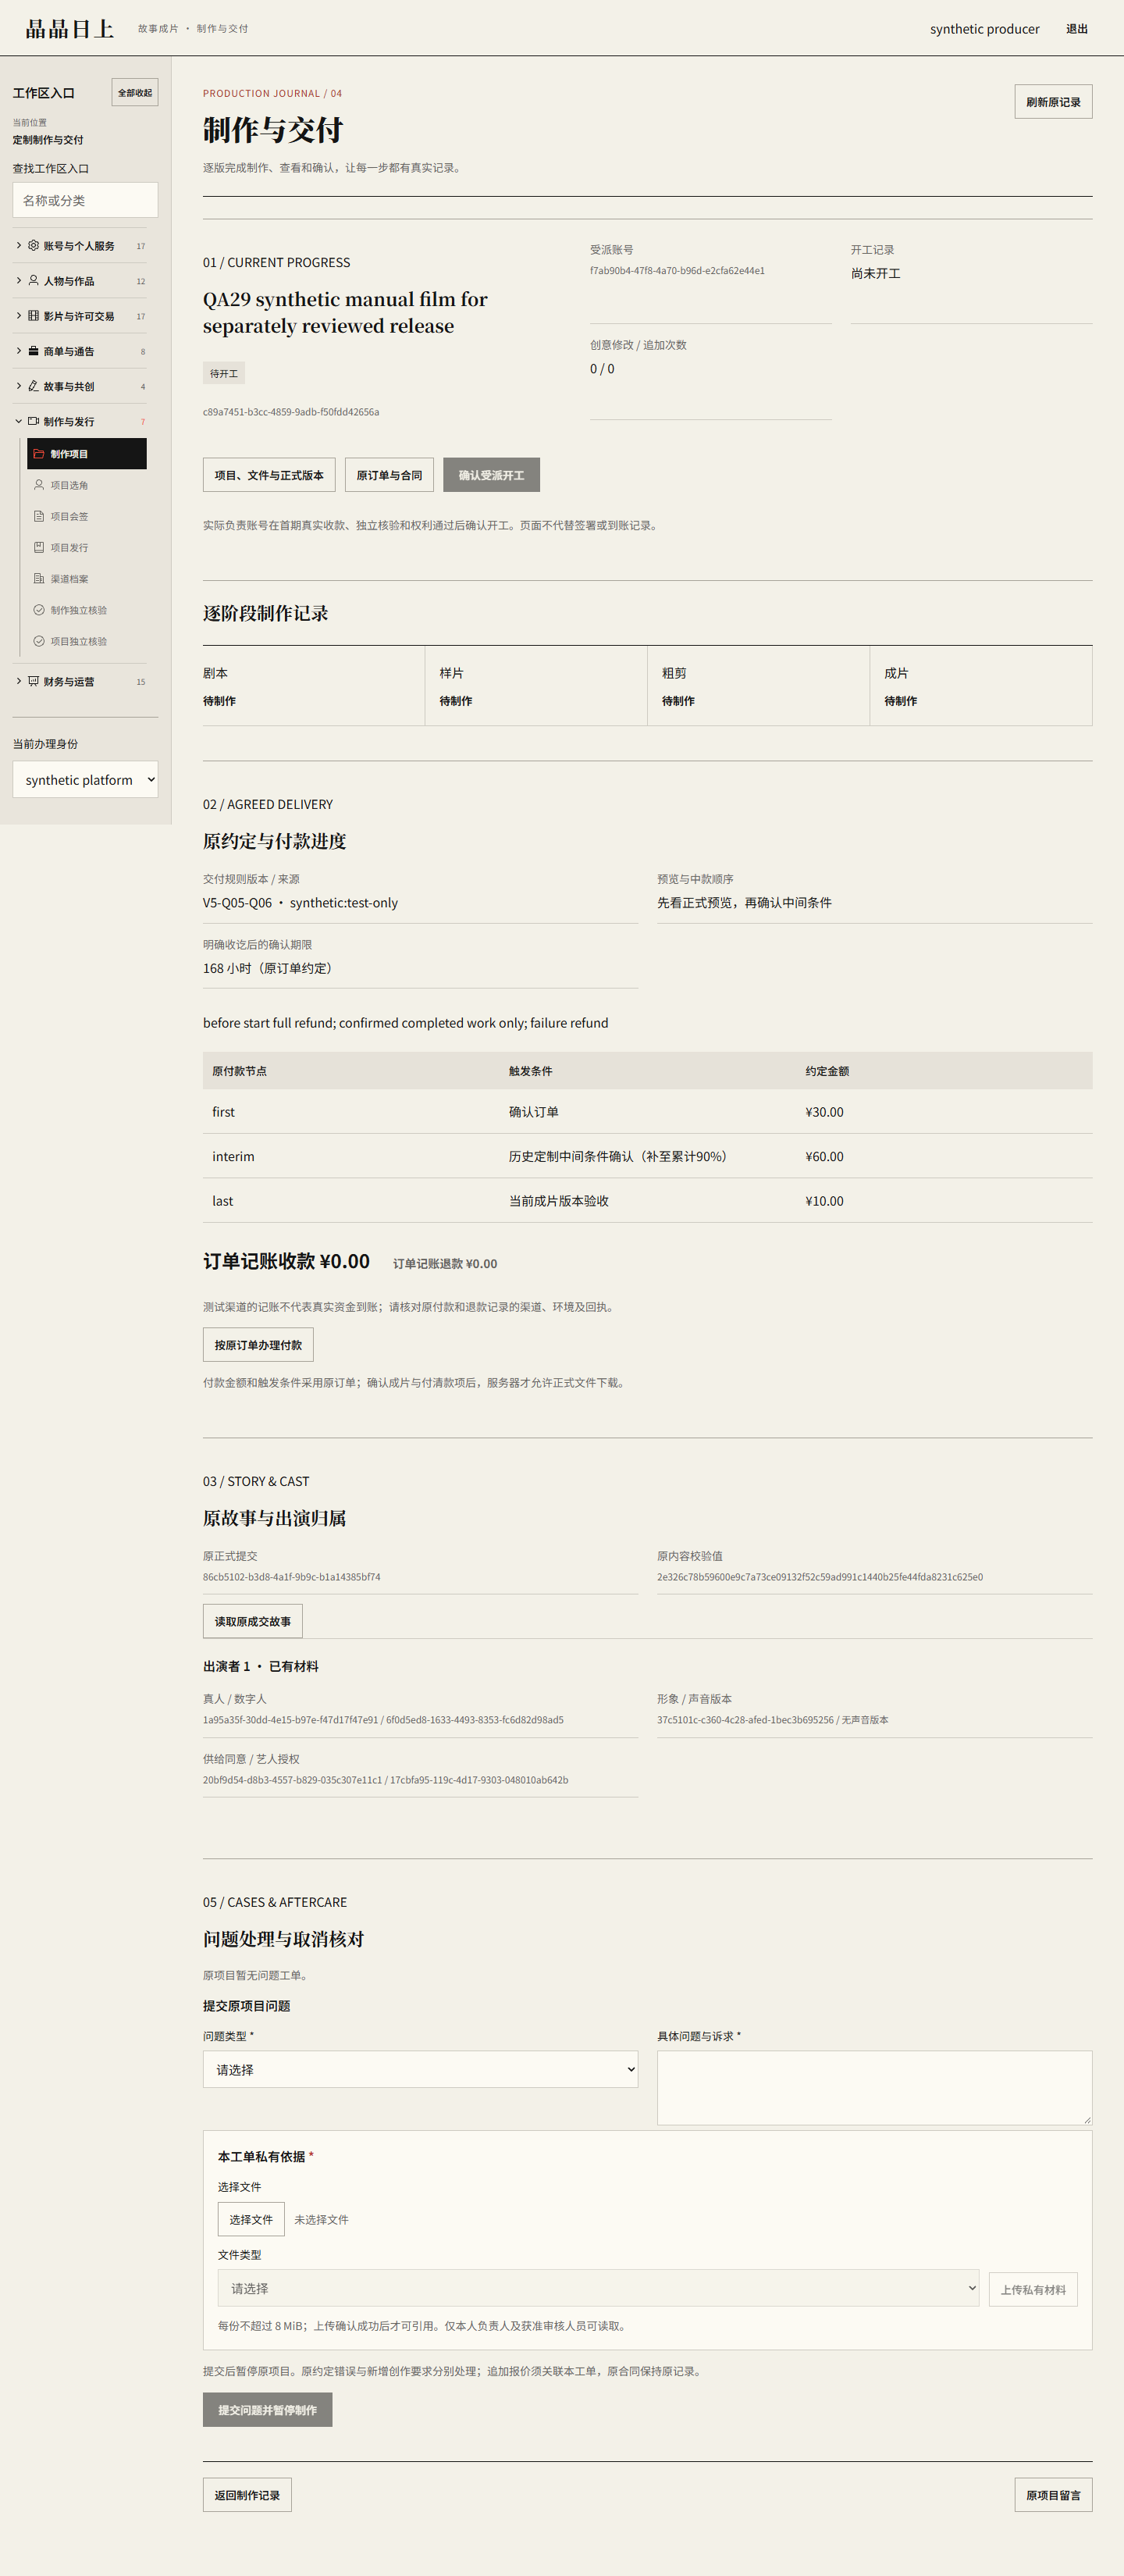 晶晶日上
故事成片 · 制作与交付
synthetic producer
退出
工作区入口
全部收起
当前位置
定制制作与交付
查找工作区入口
名称或分类
账号与个人服务 17
人物与作品 12
影片与许可交易 17
商单与通告 8
故事与共创 4
制作与发行 7
制作项目
项目选角
项目会签
项目发行
渠道档案
制作独立核验
项目独立核验
财务与运营 15
当前办理身份
synthetic platform
PRODUCTION JOURNAL / 04
制作与交付
逐版完成制作、查看和确认，让每一步都有真实记录。
刷新原记录
01 / CURRENT PROGRESS
QA29 synthetic manual film for
separately reviewed release
待开工
c89a7451-b3cc-4859-9adb-f50fdd42656a
受派账号
f7ab90b4-47f8-4a70-b96d-e2cfa62e44e1
开工记录
尚未开工
创意修改 / 追加次数
0 / 0
项目、文件与正式版本
原订单与合同
确认受派开工
实际负责账号在首期真实收款、独立核验和权利通过后确认开工。页面不代替签署或到账记录。
逐阶段制作记录
剧本
待制作
样片
待制作
粗剪
待制作
成片
待制作
02 / AGREED DELIVERY
原约定与付款进度
交付规则版本 / 来源
V5-Q05-Q06 · synthetic:test-only
预览与中款顺序
先看正式预览，再确认中间条件
明确收讫后的确认期限
168 小时（原订单约定）
before start full refund; confirmed completed work only; failure refund
原付款节点 触发条件 约定金额
first 确认订单 ¥30.00
interim 历史定制中间条件确认（补至累计90%） ¥60.00
last 当前成片版本验收 ¥10.00
订单记账收款 ¥0.00 订单记账退款 ¥0.00
测试渠道的记账不代表真实资金到账；请核对原付款和退款记录的渠道、环境及回执。
按原订单办理付款
付款金额和触发条件采用原订单；确认成片与付清款项后，服务器才允许正式文件下载。
03 / STORY & CAST
原故事与出演归属
原正式提交
86cb5102-b3d8-4a1f-9b9c-b1a14385bf74
原内容校验值
2e326c78b59600e9c7a73ce09132f52c59ad991c1440b25fe44fda8231c625e0
读取原成交故事
出演者 1 · 已有材料
真人 / 数字人
1a95a35f-30dd-4e15-b97e-f47d17f47e91 / 6f0d5ed8-1633-4493-8353-fc6d82d98ad5
形象 / 声音版本
37c5101c-c360-4c28-afed-1bec3b695256 / 无声音版本
供给同意 / 艺人授权
20bf9d54-d8b3-4557-b829-035c307e11c1 / 17cbfa95-119c-4d17-9303-048010ab642b
05 / CASES & AFTERCARE
问题处理与取消核对
原项目暂无问题工单。
提交原项目问题
问题类型 *
请选择
具体问题与诉求 *
本工单私有依据 *
选择文件
选择文件 未选择文件
文件类型
请选择
上传私有材料
每份不超过 8 MiB；上传确认成功后才可引用。仅本人负责人及获准审核人员可读取。
提交后暂停原项目。原约定错误与新增创作要求分别处理；追加报价须关联本工单，原合同保持原记录。
提交问题并暂停制作
返回制作记录
原项目留言